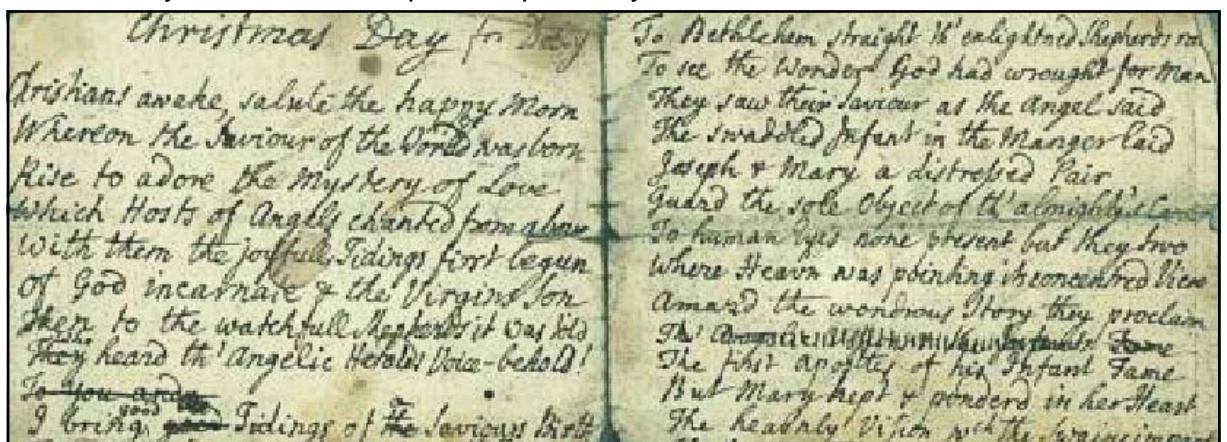 Christmas Day for Dolly
Christians awake, salute the happy Morn
Whereon the Saviour of the World was born
Rise to adore the Mystery of Love
Which Hosts of Angels chanted from above
With them the joyfull Tidings first begun
Of God incarnate & the Virgins Son
Then to the watchfull Shepherds it was told
Who heard th' Angelic Heralds Voice - behold!
To you and
I bring good Tidings of a Saviours Birth
To Bethlehem straight th' enlightned Shepherds ran
To see the Wonder God had wrought for Man
They saw their Saviour as the Angel said
The swaddled Infant in the Manger laid
Joseph & Mary a distressed Pair
Guard the sole Object of th' almighty's Care
To human Eyes none present but they two
Where Heavn was pointing its concentred View
Amazd the wondrous Story they proclaim
Th' Fame
The first Apostles of his Infant Fame
But Mary kept & ponderd in her Heart
The heavnly Vision wch the